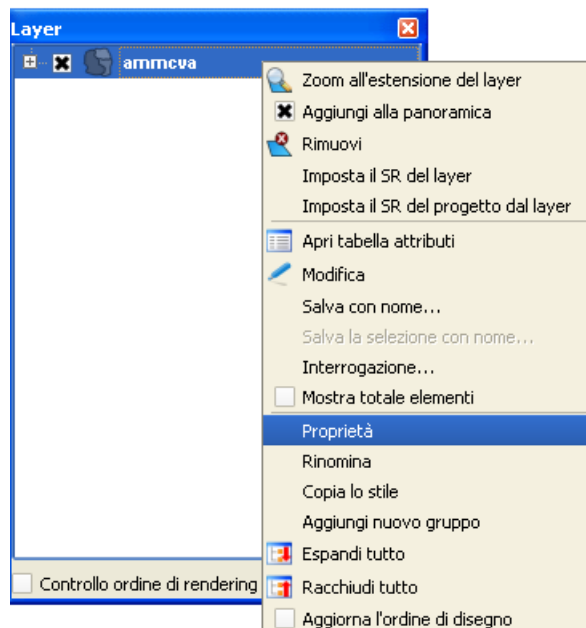 Layer
ammcva
Zoom all'estensione del layer
Aggiungi alla panoramica
Rimuovi
Imposta il SR del layer
Imposta il SR del progetto dal layer
Apri tabella attributi
Modifica
Salva con nome...
Salva la selezione con nome...
Interrogazione...
Mostra totale elementi
Proprietà
Rinomina
Copia lo stile
Aggiungi nuovo gruppo
Espandi tutto
Controllo ordine di rendering
Racchiudi tutto
Aggiorna l'ordine di disegno